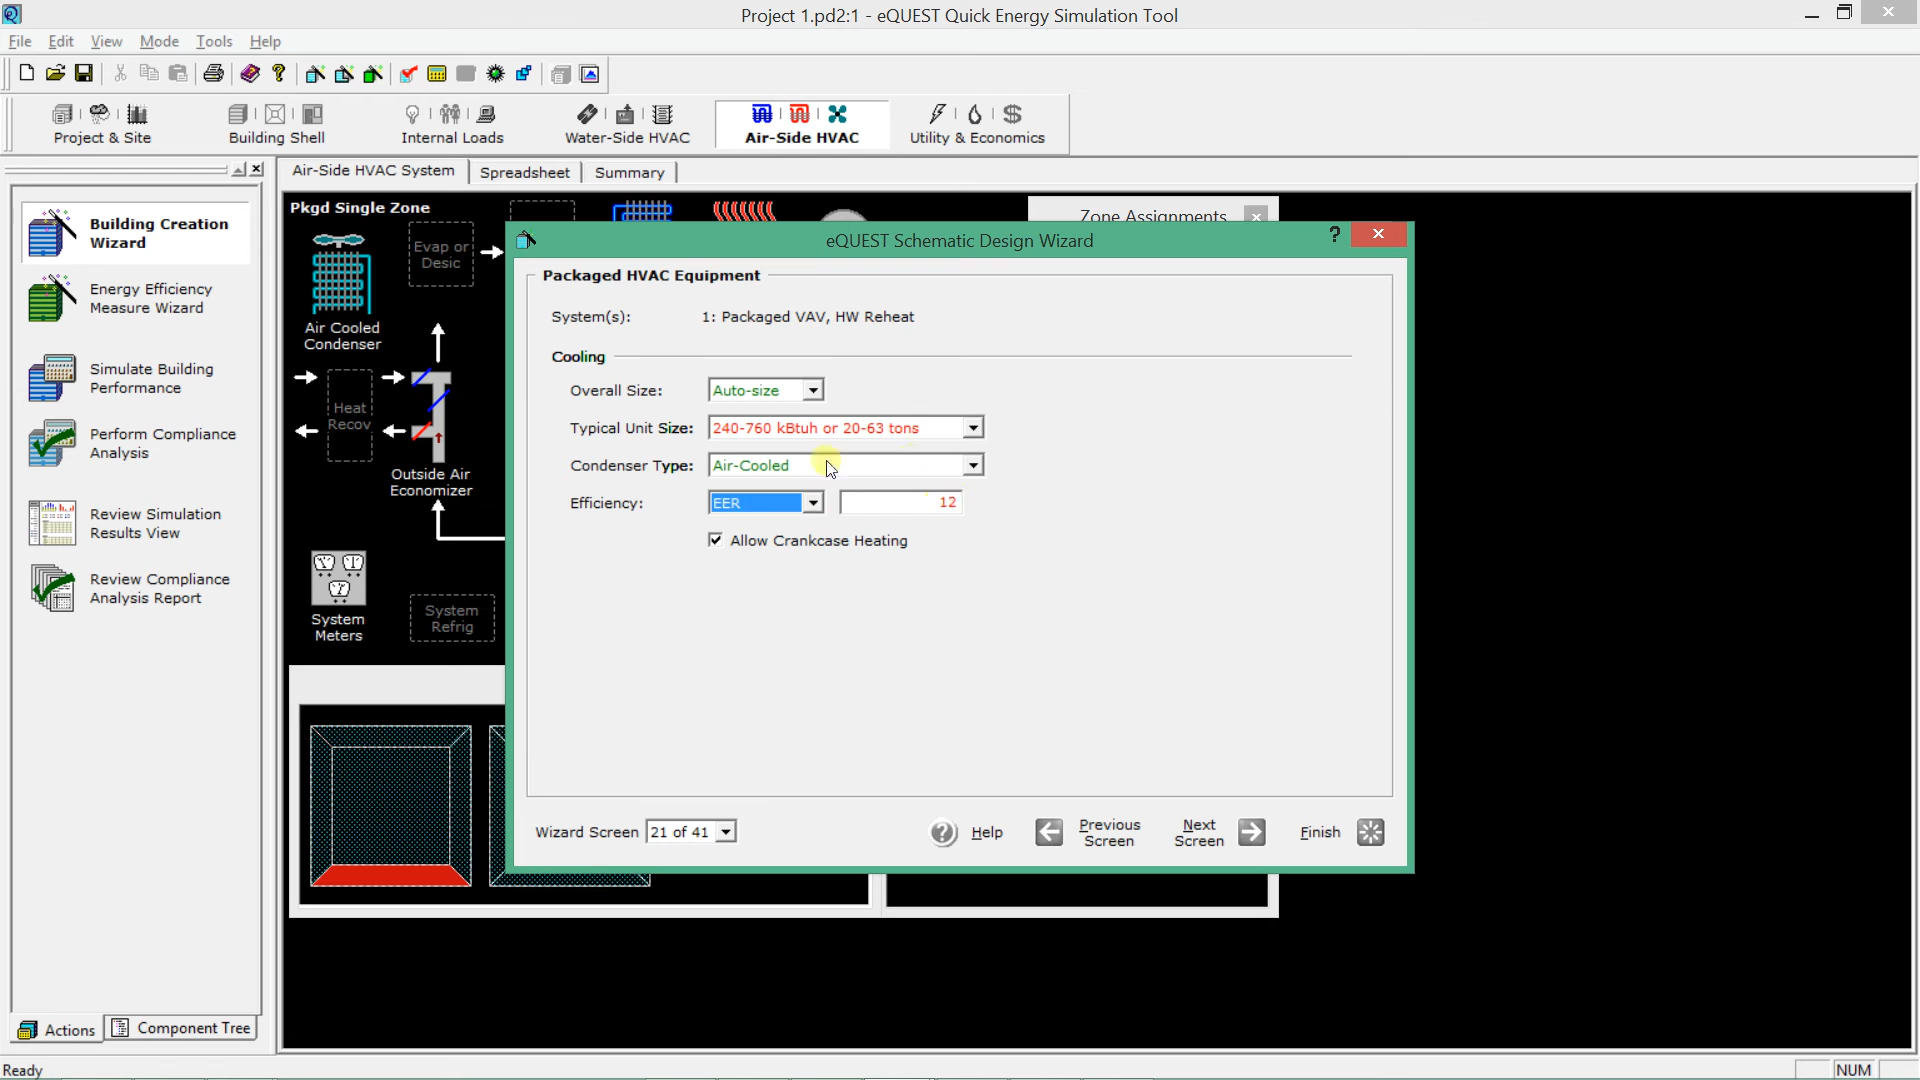 Project 1.pd2:1 - eQUEST Quick Energy Simulation Tool
File Edit View Mode Tools Help
Project & Site Building Shell Internal Loads Water-Side HVAC Air-Side HVAC Utility & Economics
Air-Side HVAC System Spreadsheet Summary
Building Creation
Wizard
Energy Efficiency
Measure Wizard
Simulate Building
Performance
Perform Compliance
Analysis
Review Simulation
Results View
Review Compliance
Analysis Report
Actions Component Tree
Pkgd Single Zone
Evap or
Desic
Air Cooled
Condenser
Heat
Recov
Outside Air
Economizer
System
Meters
System
Refrig
Zone Assignments
eQUEST Schematic Design Wizard
Packaged HVAC Equipment
System(s): 1: Packaged VAV, HW Reheat
Cooling
Overall Size: Auto-size
Typical Unit Size: 240-760 kBtuh or 20-63 tons
Condenser Type: Air-Cooled
Efficiency: EER 12
Allow Crankcase Heating
Wizard Screen 21 of 41
Help
Previous
Screen
Next
Screen
Finish
Ready
NUM